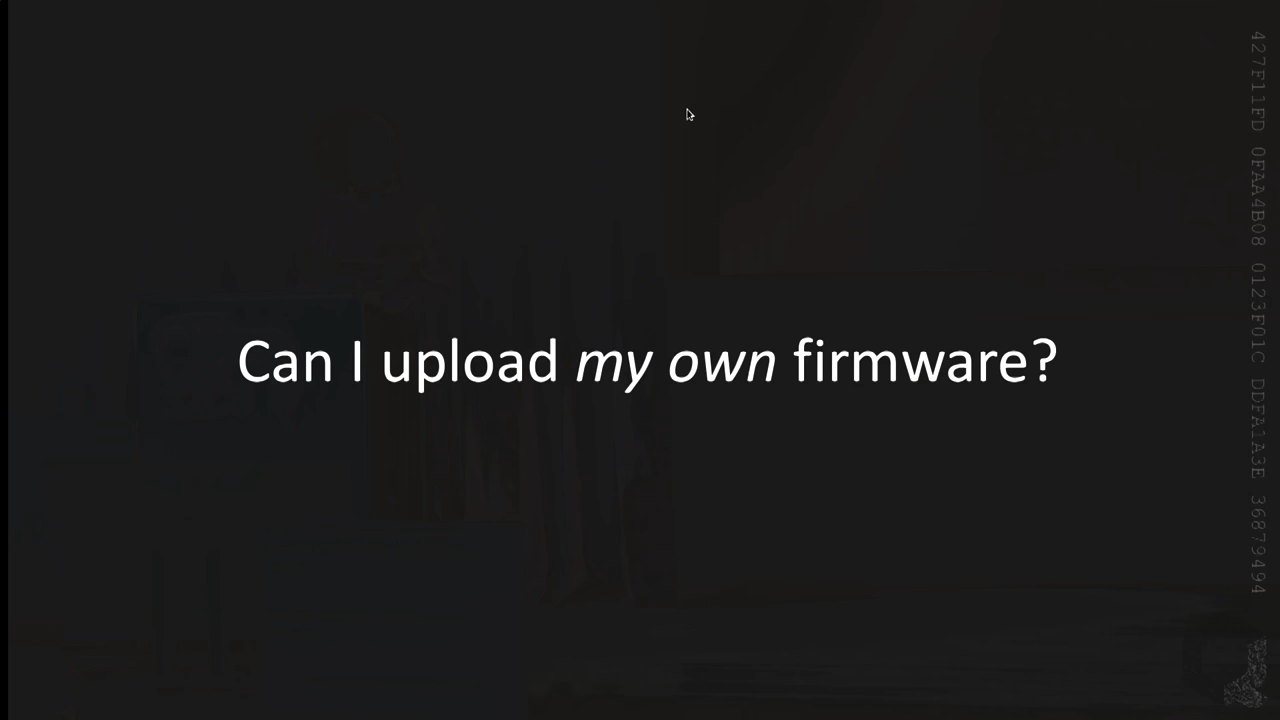 Can I upload my own firmware?
427F11FD 0FAA4B08 0123F01C DDFA1A3E 36879494